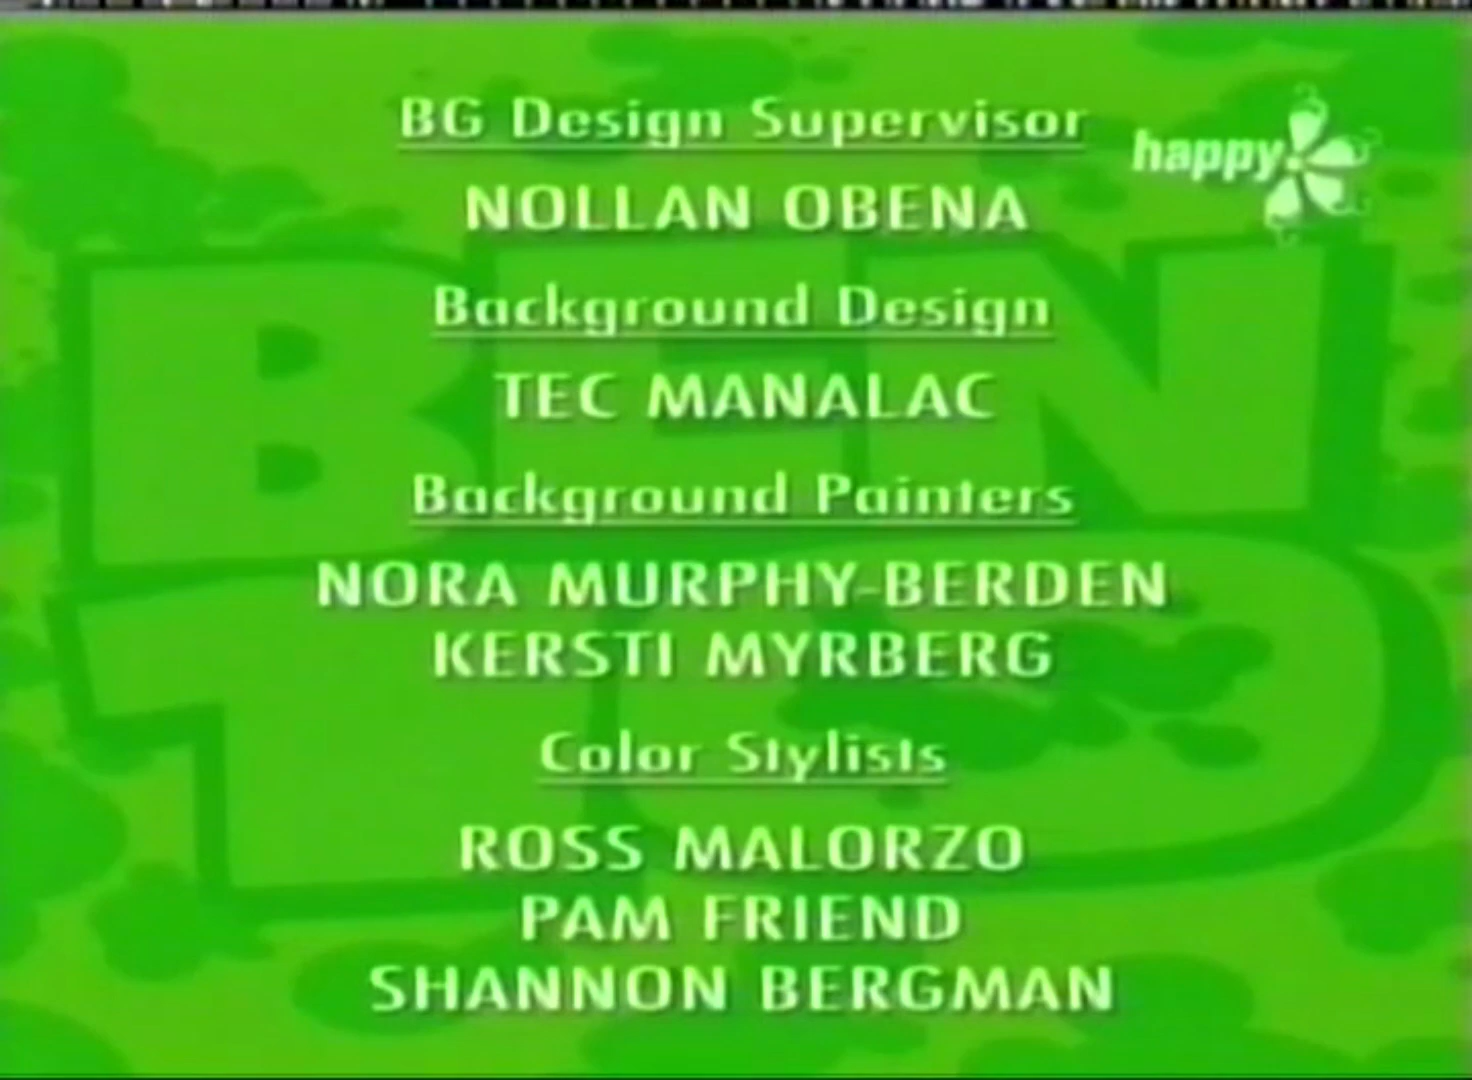 BG Design Supervisor
happy
NOLLAN OBENA
Background Design
TEC MANALAC
Background Painters
NORA MURPHY-BERDEN
KERSTI MYRBERG
Color Stylists
ROSS MALORZO
PAM FRIEND
SHANNON BERGMAN
BEN
10